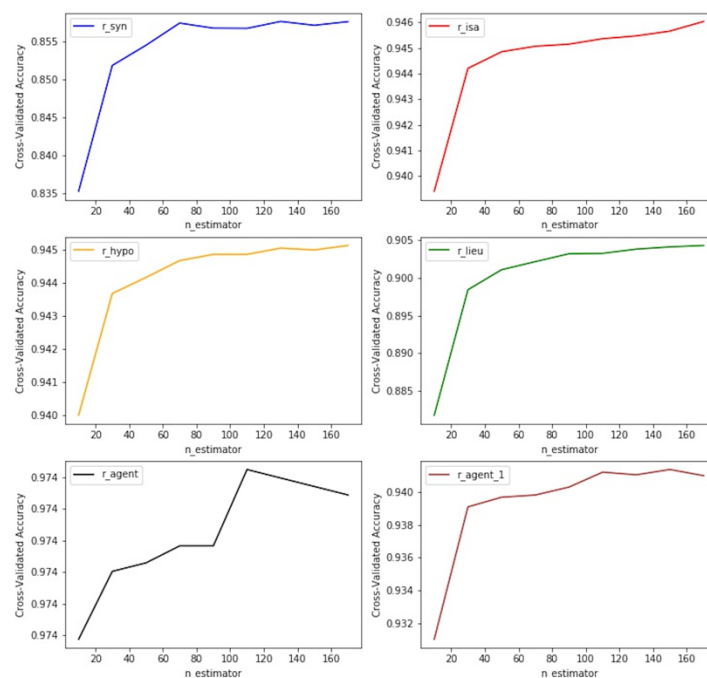 r_syn
Cross-Validated Accuracy
0.855
0.850
0.845
0.840
0.835
20 40 60 80 100 120 140 160
n_estimator
r_isa
Cross-Validated Accuracy
0.946
0.945
0.944
0.943
0.942
0.941
0.940
20 40 60 80 100 120 140 160
n_estimator
r_hypo
Cross-Validated Accuracy
0.945
0.944
0.943
0.942
0.941
0.940
20 40 60 80 100 120 140 160
n_estimator
r_lieu
Cross-Validated Accuracy
0.905
0.900
0.895
0.890
0.885
20 40 60 80 100 120 140 160
n_estimator
r_agent
Cross-Validated Accuracy
0.974
0.974
0.974
0.974
0.974
0.974
20 40 60 80 100 120 140 160
n_estimator
r_agent_1
Cross-Validated Accuracy
0.940
0.938
0.936
0.934
0.932
20 40 60 80 100 120 140 160
n_estimator